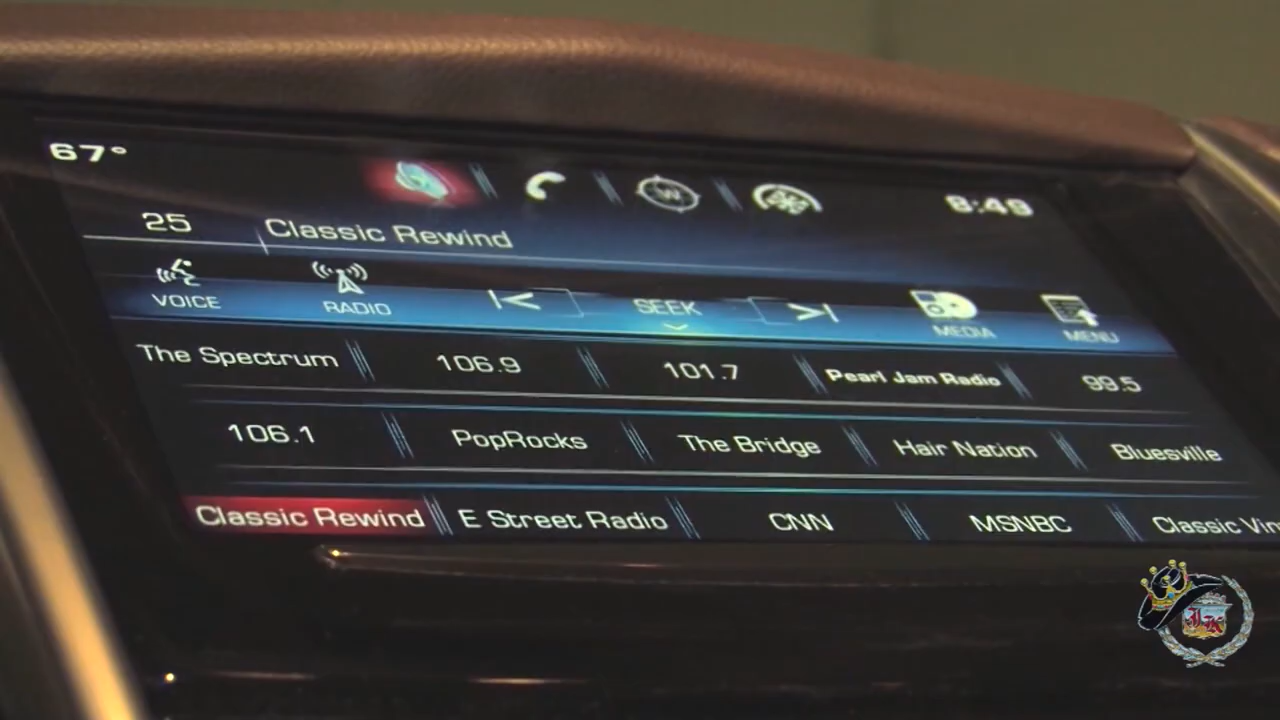 67° 8:49
25 Classic Rewind
VOICE RADIO SEEK MEDIA MENU
The Spectrum 106.9 101.7 Pearl Jam Radio 99.5
106.1 PopRocks The Bridge Hair Nation Bluesville
Classic Rewind E Street Radio CNN MSNBC Classic Vin